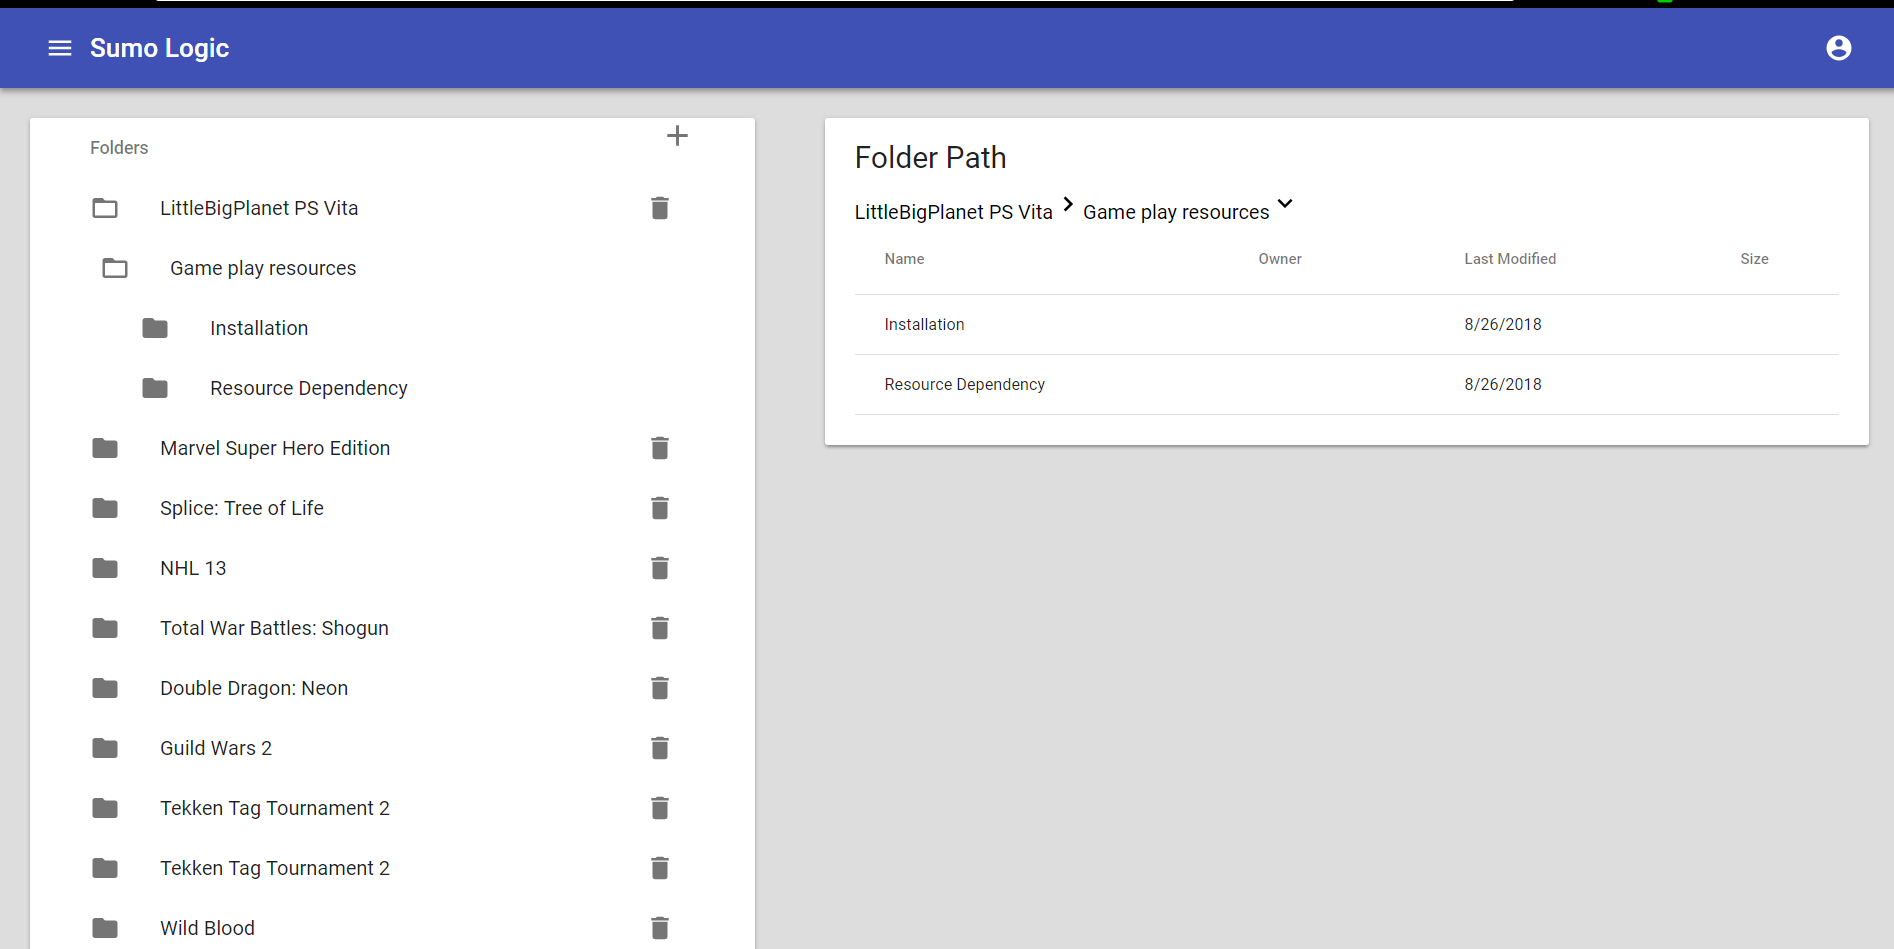 Sumo Logic
Folders
LittleBigPlanet PS Vita
Game play resources
Installation
Resource Dependency
Marvel Super Hero Edition
Splice: Tree of Life
NHL 13
Total War Battles: Shogun
Double Dragon: Neon
Guild Wars 2
Tekken Tag Tournament 2
Tekken Tag Tournament 2
Wild Blood
Folder Path
LittleBigPlanet PS Vita Game play resources
Name Owner Last Modified Size
Installation 8/26/2018
Resource Dependency 8/26/2018